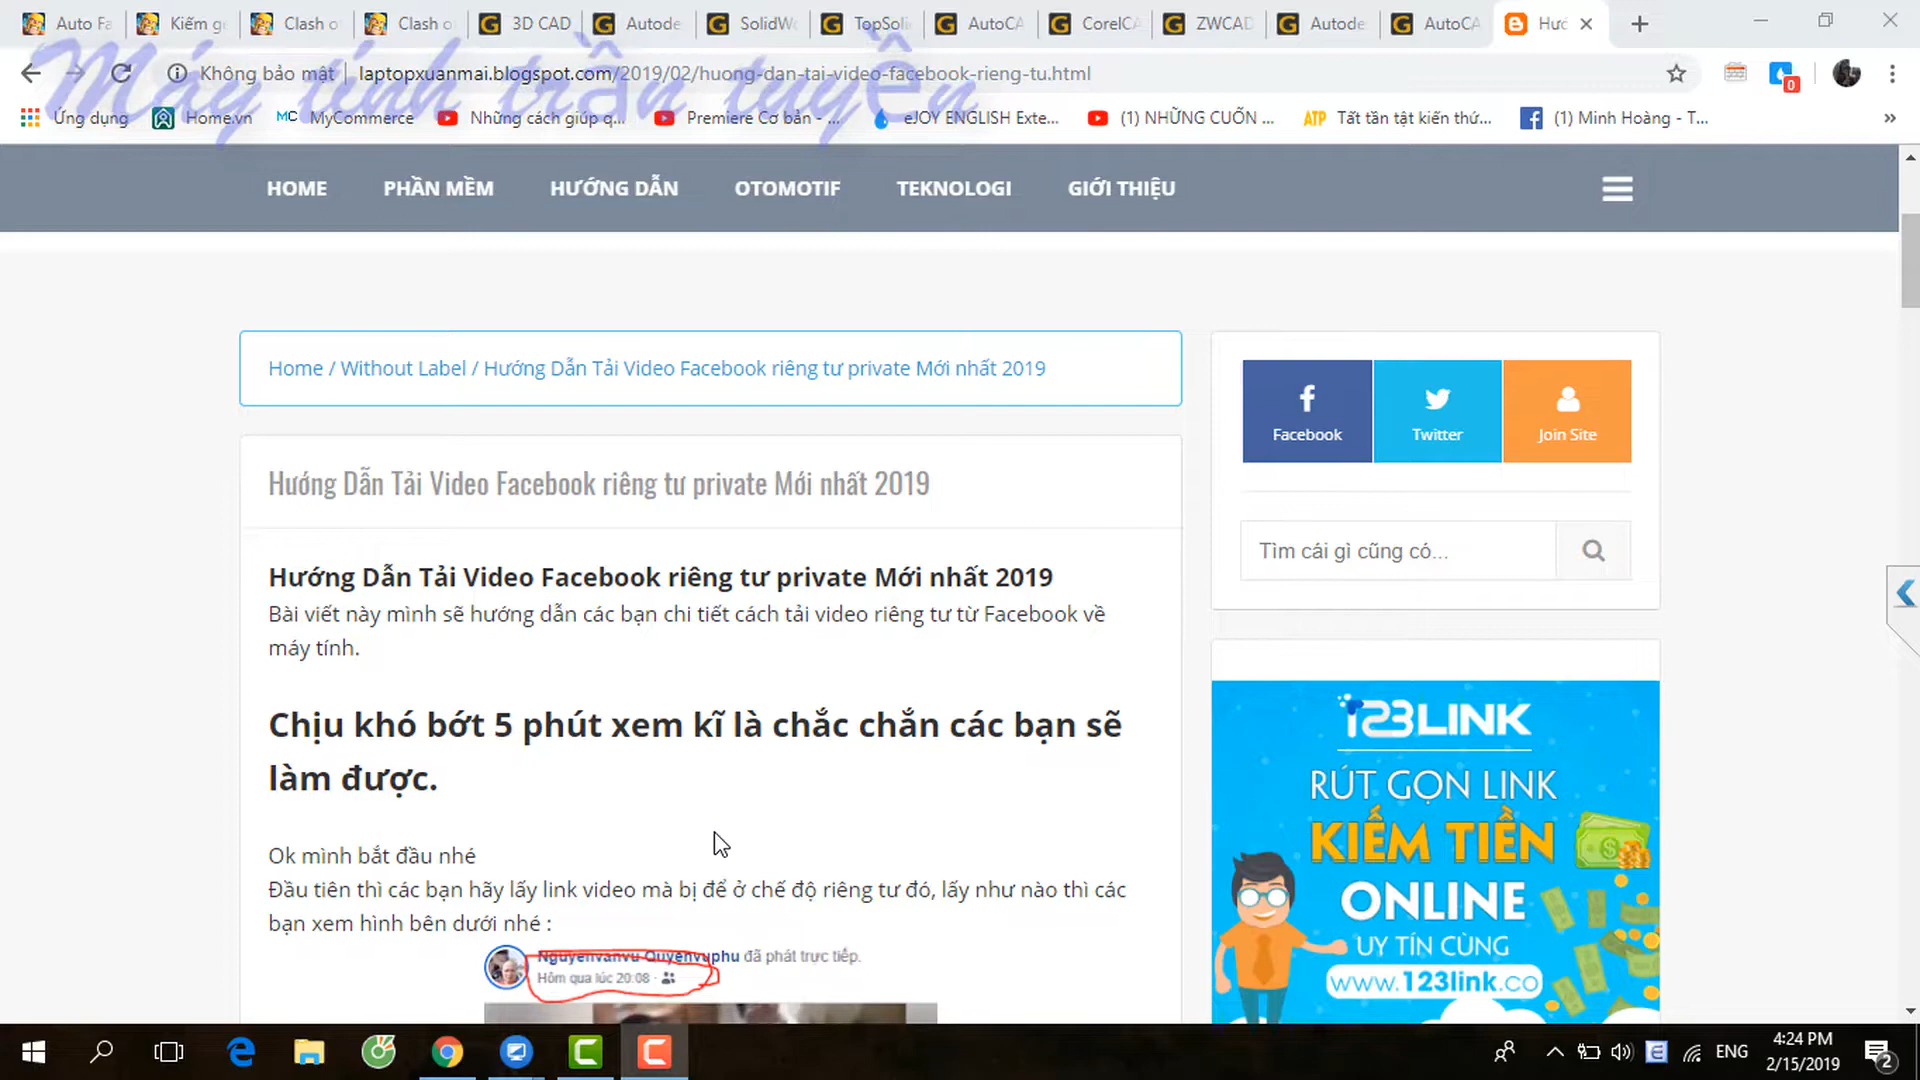 Auto Fa
Kiếm ge
Clash o
Clash o
3D CAD
Autode
SolidWo
TopSoli
AutoCA
CorelCA
ZWCAD
Autode
AutoCA
Hướ
Máy tính trần tuyền
Không bảo mật
laptopxuanmai.blogspot.com/2019/02/huong-dan-tai-video-facebook-rieng-tu.html
0
Ứng dụng
Home.vn
MC MyCommerce
Những cách giúp q...
Premiere Cơ bản - ...
eJOY ENGLISH Exte...
(1) NHỮNG CUỐN ...
ATP Tất tần tật kiến thứ...
(1) Minh Hoàng - T...
HOME PHẦN MỀM HƯỚNG DẪN OTOMOTIF TEKNOLOGI GIỚI THIỆU
Home / Without Label / Hướng Dẫn Tải Video Facebook riêng tư private Mới nhất 2019
Facebook
Twitter
Join Site
Hướng Dẫn Tải Video Facebook riêng tư private Mới nhất 2019
Tìm cái gì cũng có...
Hướng Dẫn Tải Video Facebook riêng tư private Mới nhất 2019
Bài viết này mình sẽ hướng dẫn các bạn chi tiết cách tải video riêng tư từ Facebook về
máy tính.
Chịu khó bớt 5 phút xem kĩ là chắc chắn các bạn sẽ
làm được.
Ok mình bắt đầu nhé
Đầu tiên thì các bạn hãy lấy link video mà bị để ở chế độ riêng tư đó, lấy như nào thì các
bạn xem hình bên dưới nhé :
Nguyenvanvu Quyenvuphu đã phát trực tiếp.
Hôm qua lúc 20:08 ·
123LINK
RÚT GỌN LINK
KIẾM TIỀN
ONLINE
UY TÍN CÙNG
www.123link.co
ENG
4:24 PM
2/15/2019
2